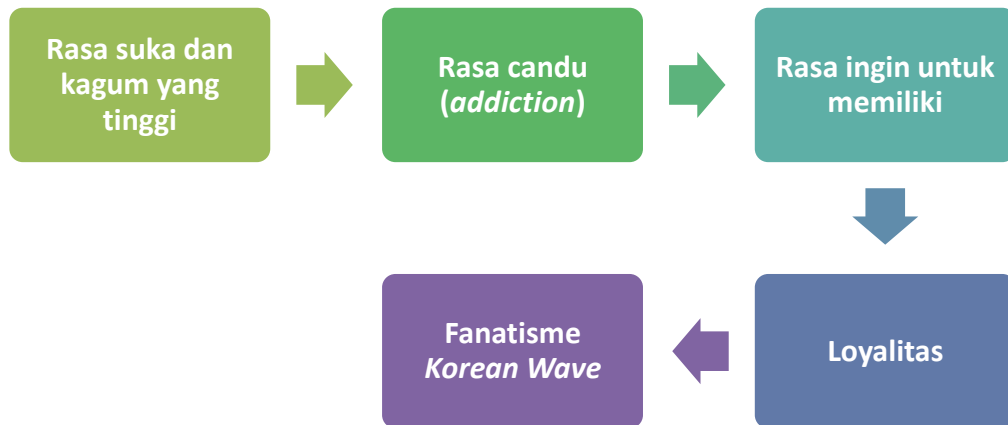 Rasa suka dan
kagum yang
tinggi
Rasa candu
(addiction)
Rasa ingin untuk
memiliki
Loyalitas
Fanatisme
Korean Wave